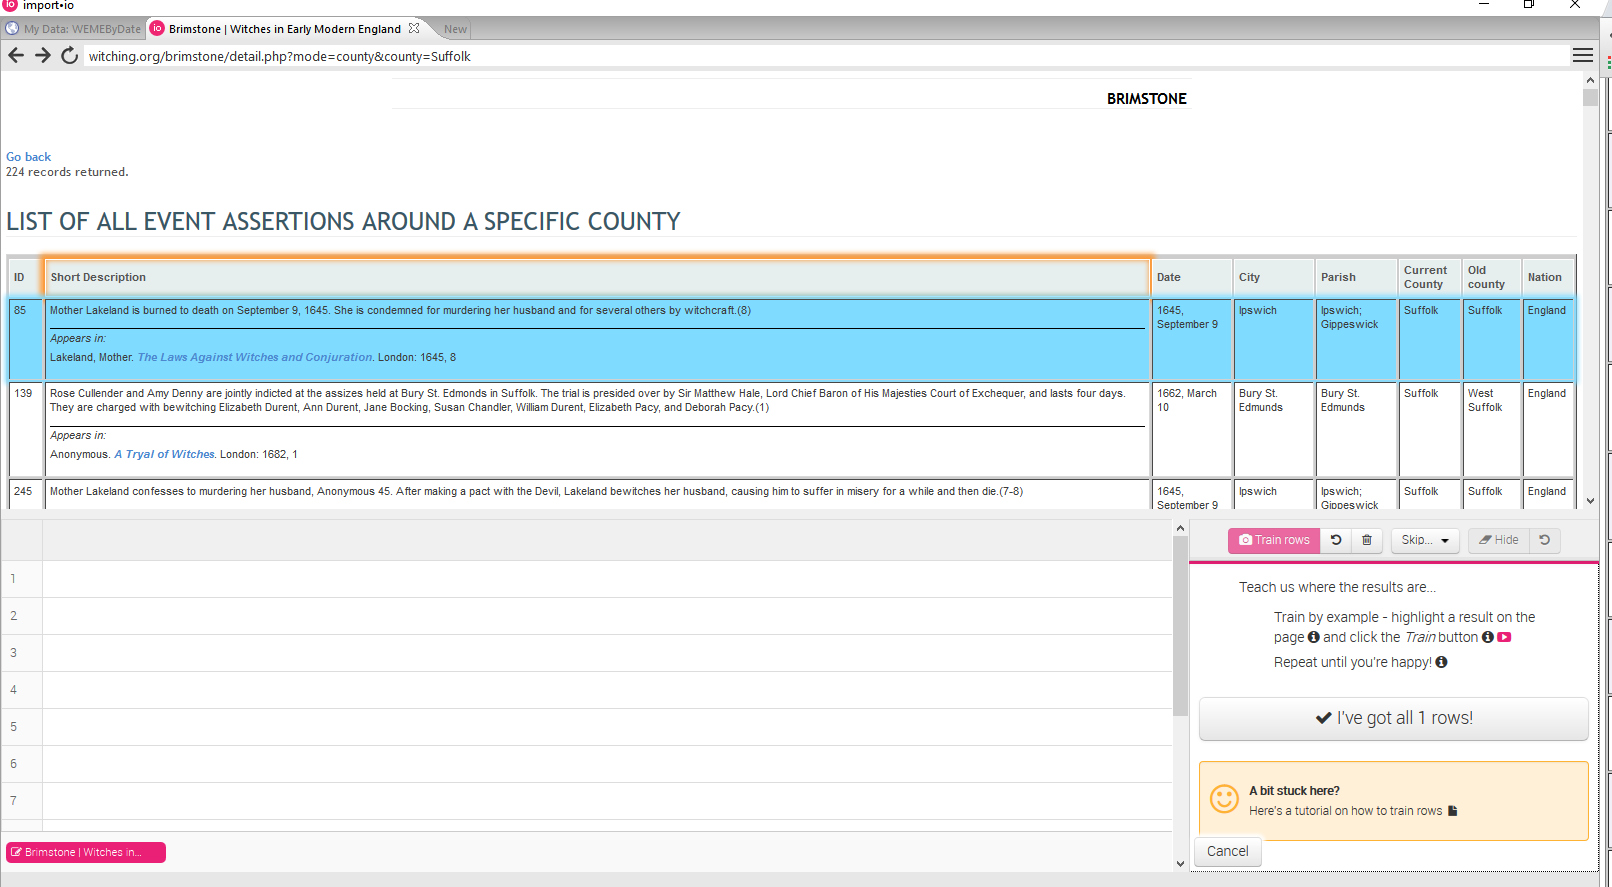 import•io
My Data: WEMEByDate
Brimstone | Witches in Early Modern England
New
witching.org/brimstone/detail.php?mode=county&county=Suffolk
BRIMSTONE
Go back
224 records returned.
LIST OF ALL EVENT ASSERTIONS AROUND A SPECIFIC COUNTY
ID Short Description Date City Parish Current County Old county Nation
85 Mother Lakeland is burned to death on September 9, 1645. She is condemned for murdering her husband and for several others by witchcraft.(8) 1645, Ipswich Ipswich; Suffolk Suffolk England
September 9 Gippeswick
Appears in:
Lakeland, Mother. The Laws Against Witches and Conjuration. London: 1645, 8
139 Rose Cullender and Amy Denny are jointly indicted at the assizes held at Bury St. Edmonds in Suffolk. The trial is presided over by Sir Matthew Hale, Lord Chief Baron of His Majesties Court of Exchequer, and lasts four days. 1662, March Bury St. Bury St. Suffolk West England
They are charged with bewitching Elizabeth Durent, Ann Durent, Jane Bocking, Susan Chandler, William Durent, Elizabeth Pacy, and Deborah Pacy.(1) 10 Edmunds Edmunds Suffolk
Appears in:
Anonymous. A Tryal of Witches. London: 1682, 1
245 Mother Lakeland confesses to murdering her husband, Anonymous 45. After making a pact with the Devil, Lakeland bewitches her husband, causing him to suffer in misery for a while and then die.(7-8) 1645, Ipswich Ipswich; Suffolk Suffolk England
September 9 Gippeswick
Train rows Skip... Hide
1
2
3
4
5
6
7
Teach us where the results are...
Train by example - highlight a result on the
page and click the Train button
Repeat until you're happy!
I've got all 1 rows!
A bit stuck here?
Here's a tutorial on how to train rows
Cancel
Brimstone | Witches in...